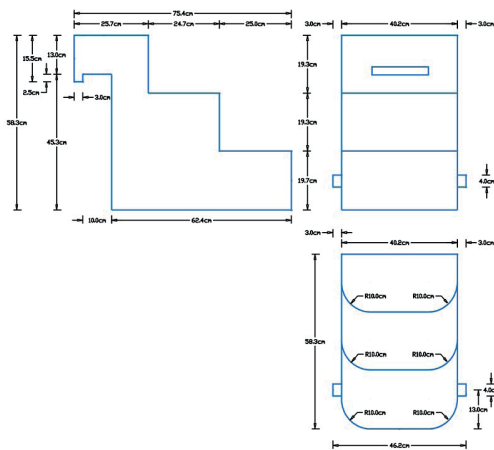 75.4cm
25.7cm
24.7cm
25.0cm
15.5cm
13.0cm
2.5cm
3.0cm
58.3cm
45.3cm
10.0cm
62.4cm
3.0cm
40.2cm
3.0cm
19.3cm
19.3cm
19.7cm
4.0cm
3.0cm
40.2cm
3.0cm
R10.0cm
R10.0cm
58.3cm
R10.0cm
R10.0cm
4.0c
R10.0cm
R10.0cm
13.0cm
46.2cm